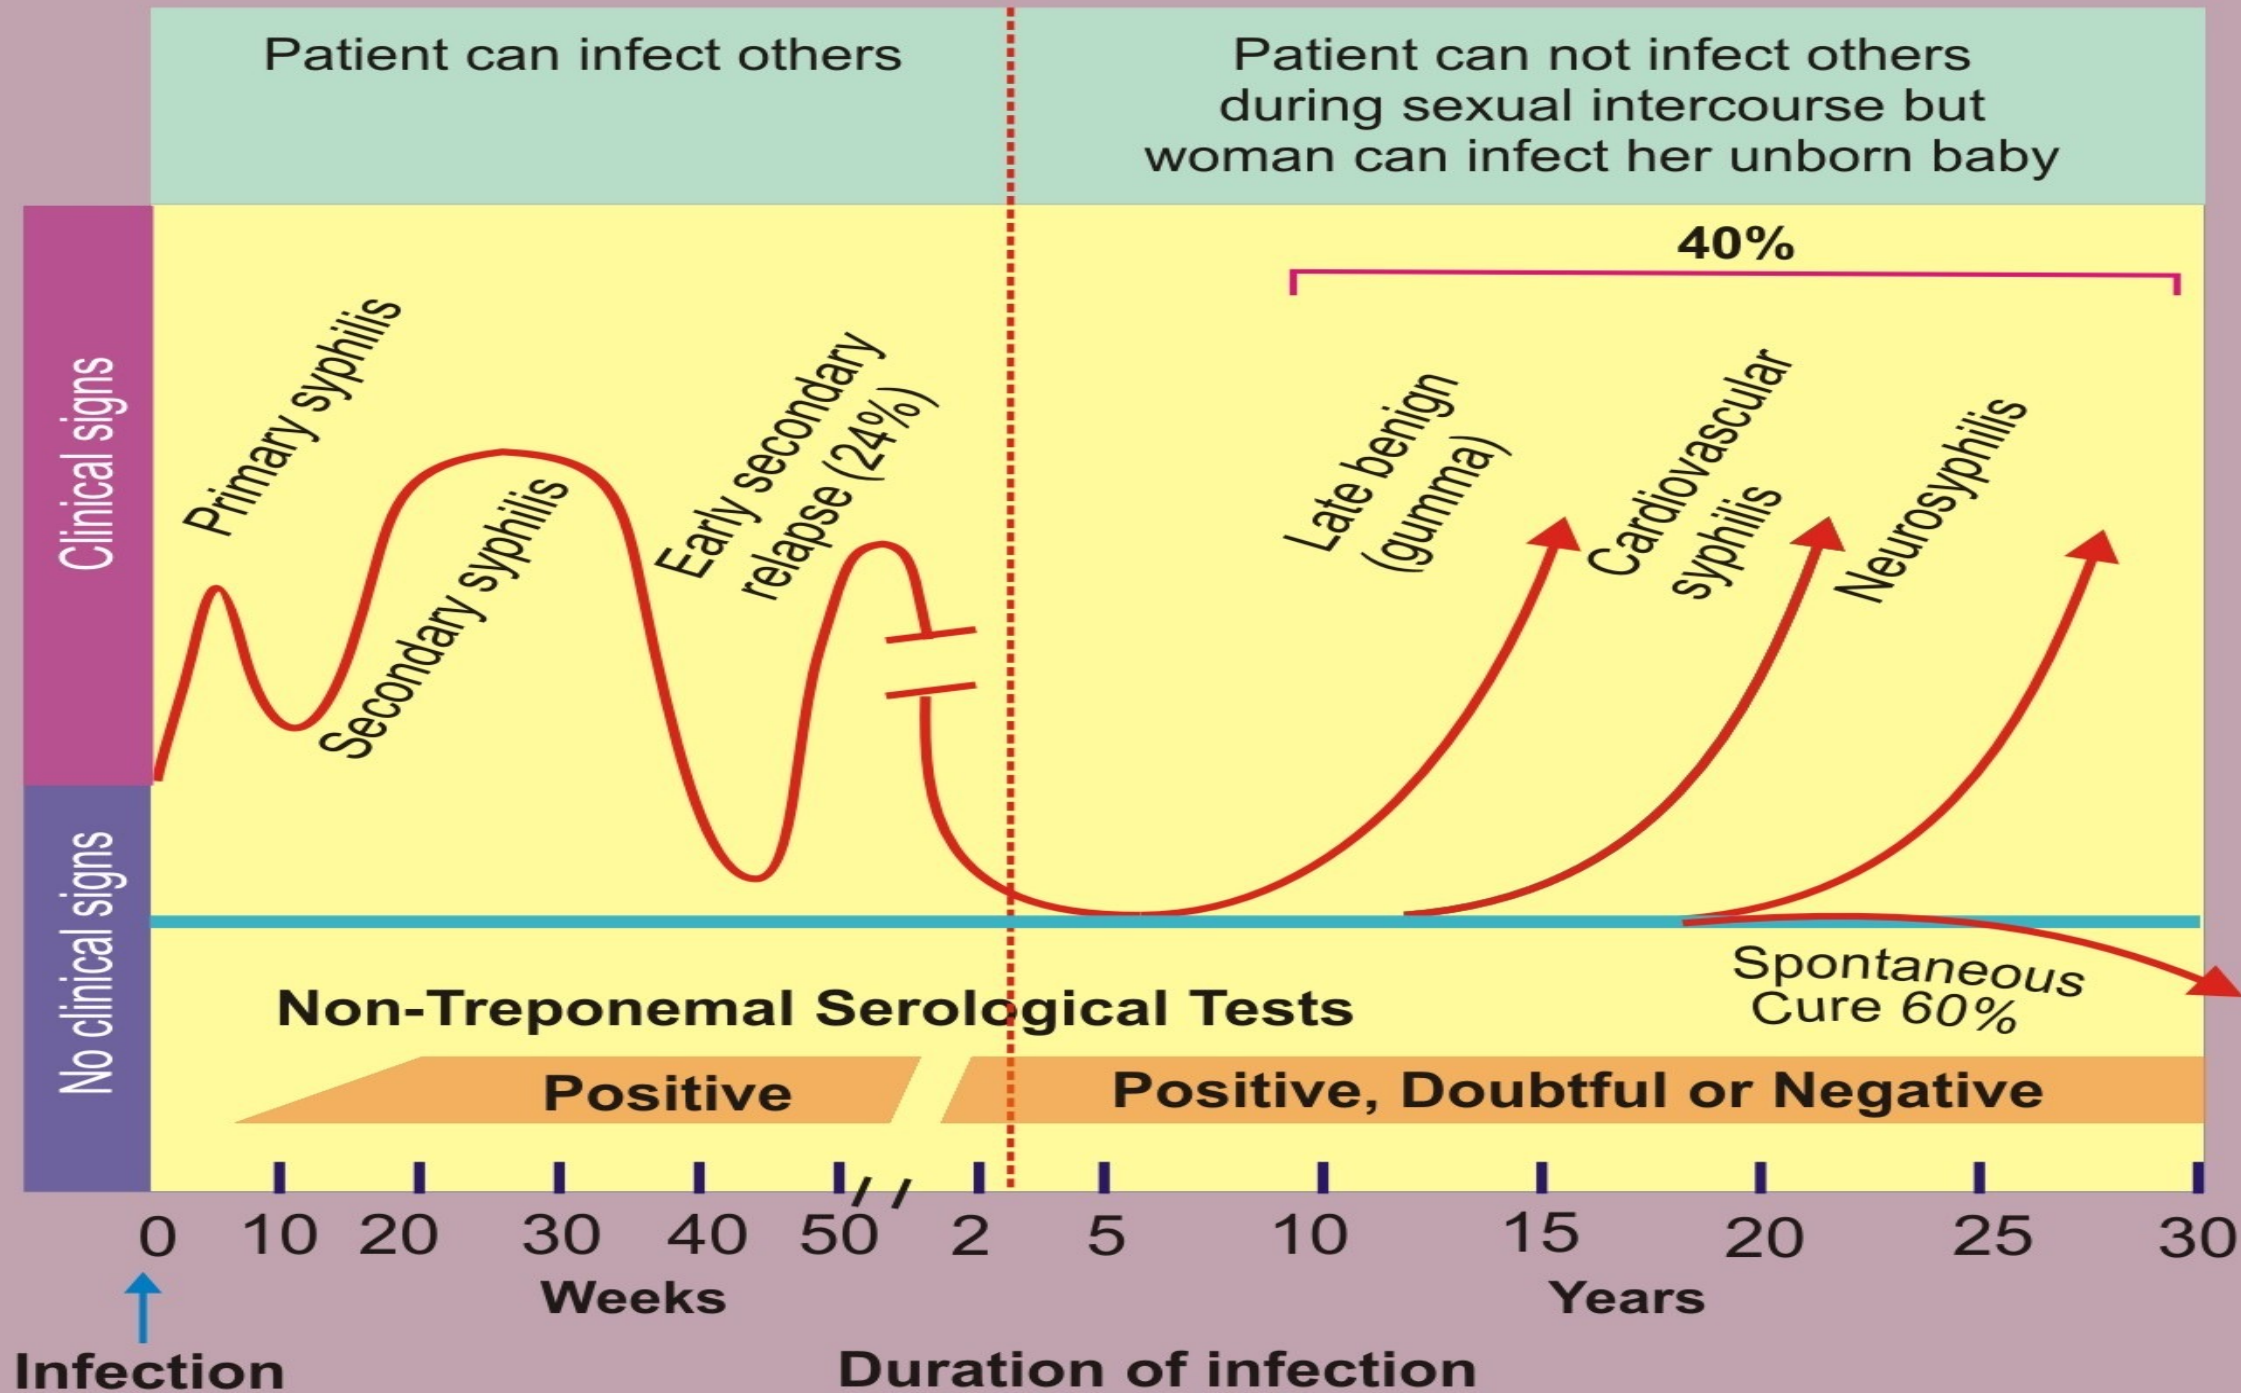 Patient can infect others
Patient can not infect others
during sexual intercourse but
woman can infect her unborn baby
40%
Clinical signs
No clinical signs
Primary syphilis
Secondary syphilis
Early secondary
relapse (24%)
Late benign
(gumma)
Cardiovascular
syphilis
Neurosyphilis
Spontaneous
Cure 60%
Non-Treponemal Serological Tests
Positive
Positive, Doubtful or Negative
0 10 20 30 40 50 // 2 5 10 15 20 25 30
Weeks
Years
Infection
Duration of infection